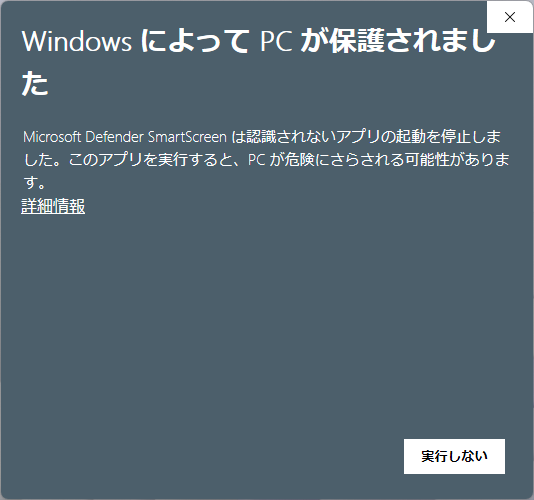 Windows によって PC が保護されまし
た
Microsoft Defender SmartScreen は認識されないアプリの起動を停止しま
した。このアプリを実行すると、PC が危険にさらされる可能性がありま
す。
詳細情報
実行しない